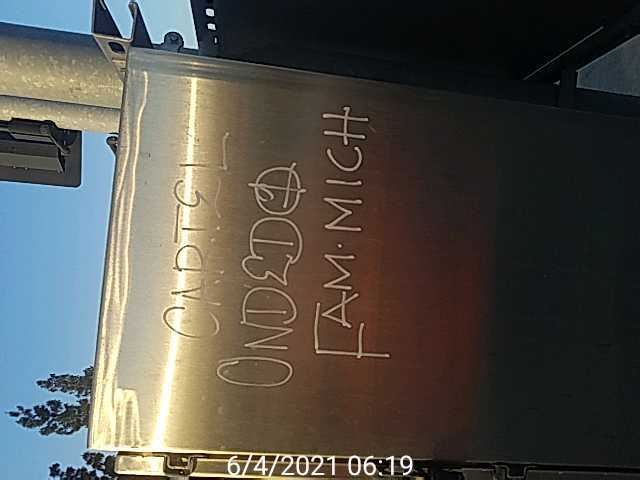 CARTEL
ONDEDO
FAM. MICH
6/4/2021 06:19